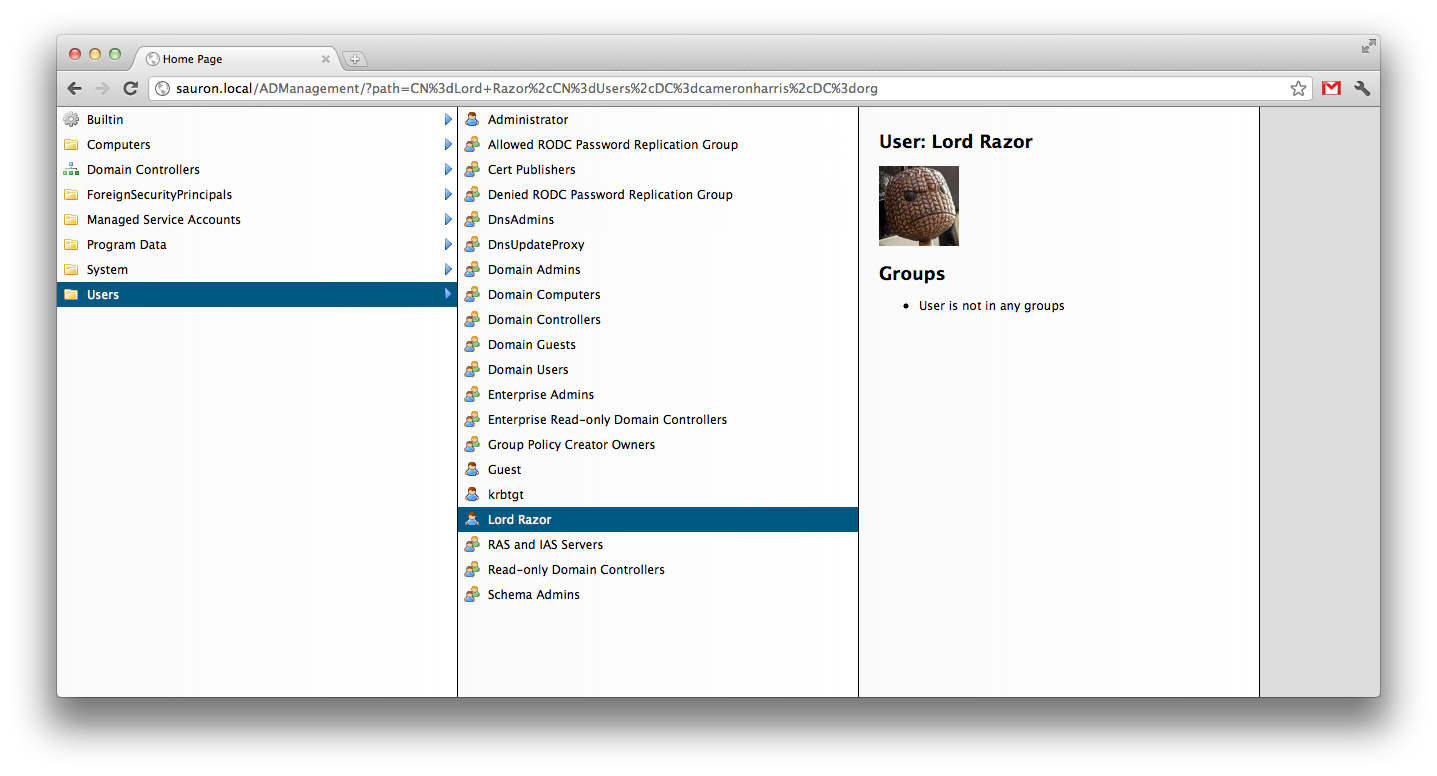 Home Page
sauron.local/ADManagement/?path=CN%3dLord+Razor%2cCN%3dUsers%2cDC%3dcameronharris%2cDC%3dorg
Builtin
Computers
Domain Controllers
ForeignSecurityPrincipals
Managed Service Accounts
Program Data
System
Users
Administrator
Allowed RODC Password Replication Group
Cert Publishers
Denied RODC Password Replication Group
DnsAdmins
DnsUpdateProxy
Domain Admins
Domain Computers
Domain Controllers
Domain Guests
Domain Users
Enterprise Admins
Enterprise Read-only Domain Controllers
Group Policy Creator Owners
Guest
krbtgt
Lord Razor
RAS and IAS Servers
Read-only Domain Controllers
Schema Admins
User: Lord Razor
Groups
• User is not in any groups